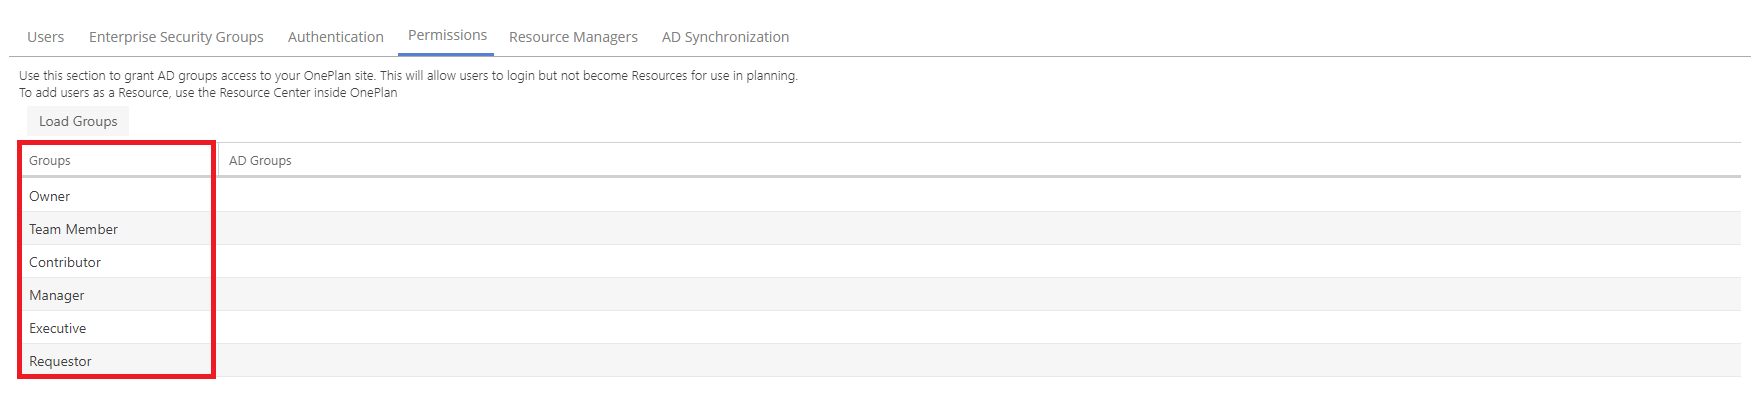 Users Enterprise Security Groups Authentication Permissions Resource Managers AD Synchronization
Use this section to grant AD groups access to your OnePlan site. This will allow users to login but not become Resources for use in planning.
To add users as a Resource, use the Resource Center inside OnePlan
Load Groups
Groups AD Groups
Owner
Team Member
Contributor
Manager
Executive
Requestor